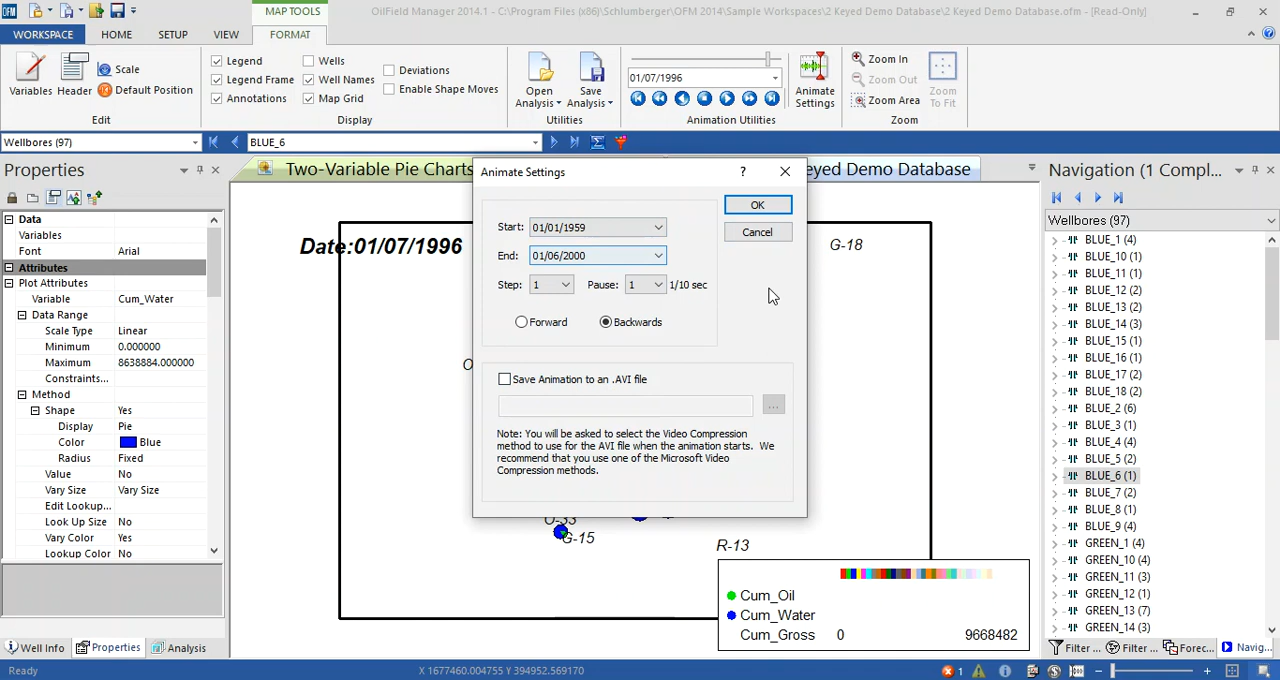 OFM
MAP TOOLS
OilField Manager 2014.1 - C:\Program Files (x86)\Schlumberger\OFM 2014\Sample Workspaces\2 Keyed Demo Database\2 Keyed Demo Database.ofm - [Read-Only]
WORKSPACE HOME SETUP VIEW FORMAT
Variables
Header
Scale
Default Position
Edit
Legend
Legend Frame
Annotations
Wells
Well Names
Map Grid
Deviations
Enable Shape Moves
Display
Open Analysis
Save Analysis
Utilities
01/07/1996
Animation Utilities
Animate Settings
Zoom In
Zoom Out
Zoom Area
Zoom To Fit
Zoom
Wellbores (97)
BLUE_6
Properties
Data
Variables
Font Arial
Attributes
Plot Attributes
Variable Cum_Water
Data Range
Scale Type Linear
Minimum 0.000000
Maximum 8638884.000000
Constraints...
Method
Shape Yes
Display Pie
Color Blue
Radius Fixed
Value No
Vary Size Vary Size
Edit Lookup...
Look Up Size No
Vary Color Yes
Lookup Color No
Well Info Properties Analysis
Two-Variable Pie Charts
eyed Demo Database
Date:01/07/1996
G-18
O
O-33
G-15
R-13
Cum_Oil
Cum_Water
Cum_Gross 0 9668482
Animate Settings
?
Start: 01/01/1959
End: 01/06/2000
Step: 1 Pause: 1 1/10 sec
Forward Backwards
OK
Cancel
Save Animation to an .AVI file
...
Note: You will be asked to select the Video Compression
method to use for the AVI file when the animation starts. We
recommend that you use one of the Microsoft Video
Compression methods.
Navigation (1 Compl...
Wellbores (97)
BLUE_1 (4)
BLUE_10 (1)
BLUE_11 (1)
BLUE_12 (2)
BLUE_13 (2)
BLUE_14 (3)
BLUE_15 (1)
BLUE_16 (1)
BLUE_17 (2)
BLUE_18 (2)
BLUE_2 (6)
BLUE_3 (1)
BLUE_4 (4)
BLUE_5 (2)
BLUE_6 (1)
BLUE_7 (2)
BLUE_8 (1)
BLUE_9 (4)
GREEN_1 (4)
GREEN_10 (4)
GREEN_11 (3)
GREEN_12 (1)
GREEN_13 (7)
GREEN_14 (3)
Filter ... Filter ... Forec... Navig...
Ready
X 1677460.004755 Y 394952.569170
1